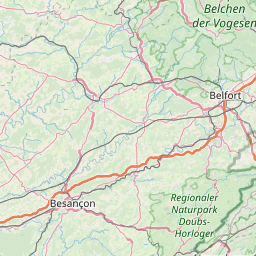 Belchen
der Vogesen
Belfort
Besançon
Regionaler
Naturpark
Doubs-
Horloger